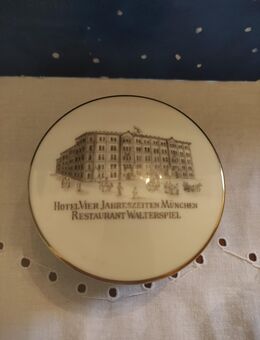 HOTEL VIER JAHRESZEITEN MÜNCHEN
RESTAURANT WALTERSPIEL